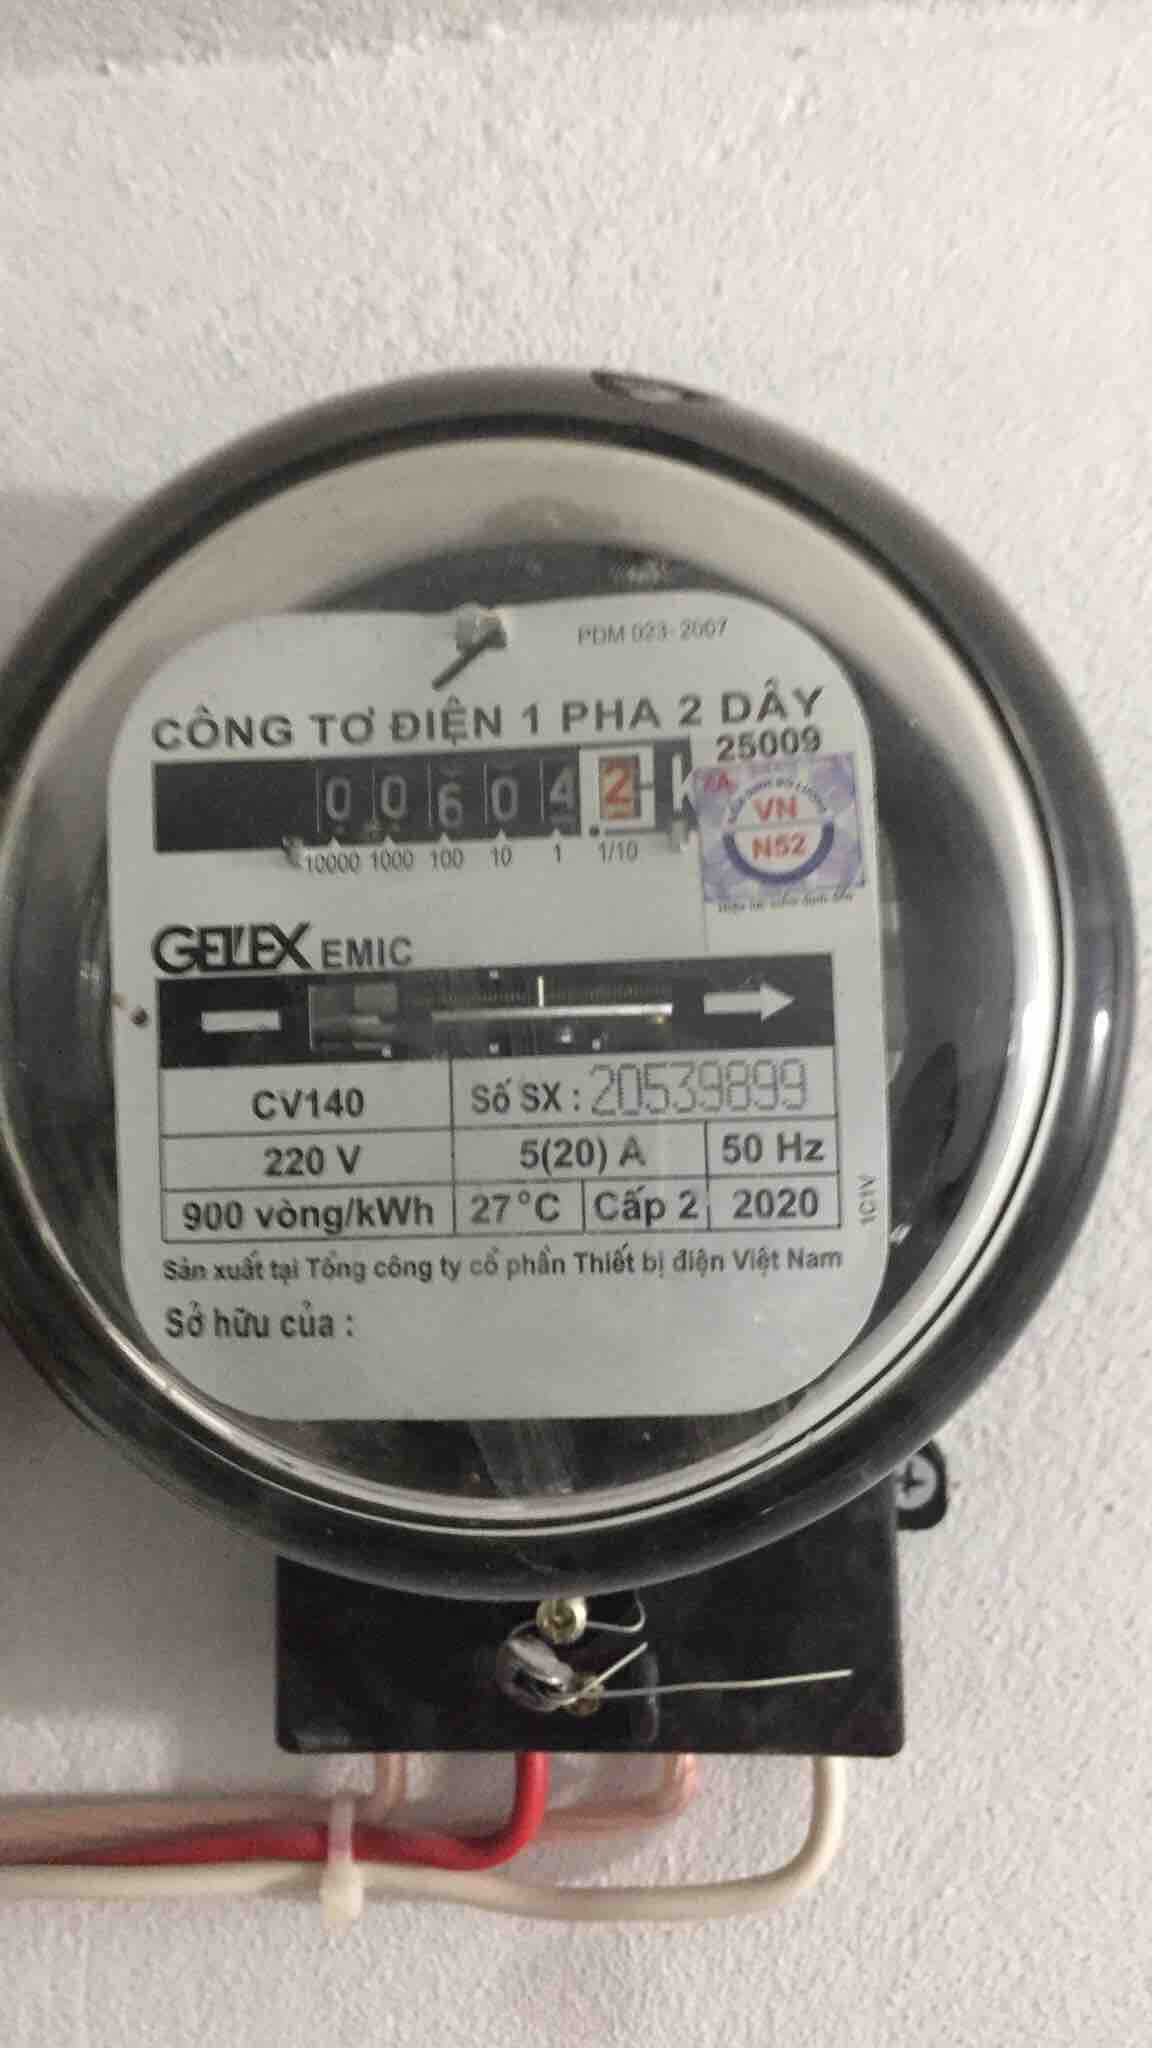 PDM 023-2007
CÔNG TƠ ĐIỆN 1 PHA 2 DÂY
25009
0 0 6 0 4 2 k
10000 1000 100 10 1 1/10
VN
N52
GELEX EMIC
CV140 Số SX : 20539899
220 V 5(20) A 50 Hz
900 vòng/kWh 27°C Cấp 2 2020
1CIV
Sản xuất tại Tổng công ty cổ phần Thiết bị điện Việt Nam
Sở hữu của :